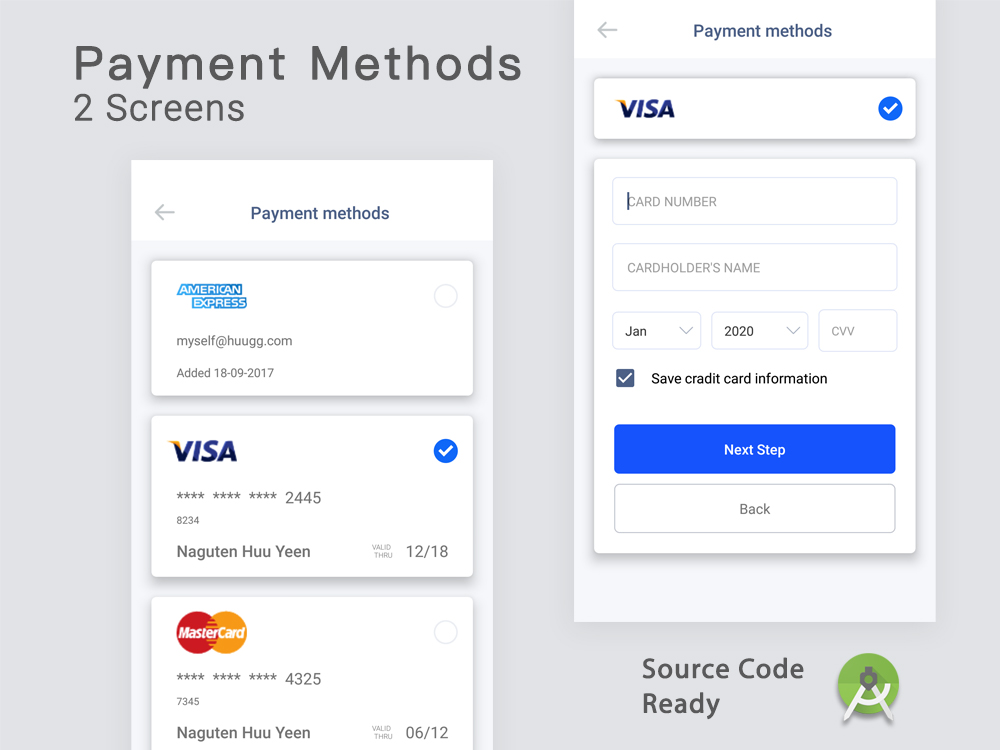 Payment Methods
2 Screens
Payment methods
AMERICAN
EXPRESS
myself@huugg.com
Added 18-09-2017
VISA
**** **** **** 2445
8234
Naguten Huu Yeen VALID THRU 12/18
MasterCard
**** **** **** 4325
7345
Naguten Huu Yeen VALID THRU 06/12
Payment methods
VISA
CARD NUMBER
CARDHOLDER'S NAME
Jan 2020 CVV
Save cradit card information
Next Step
Back
Source Code
Ready